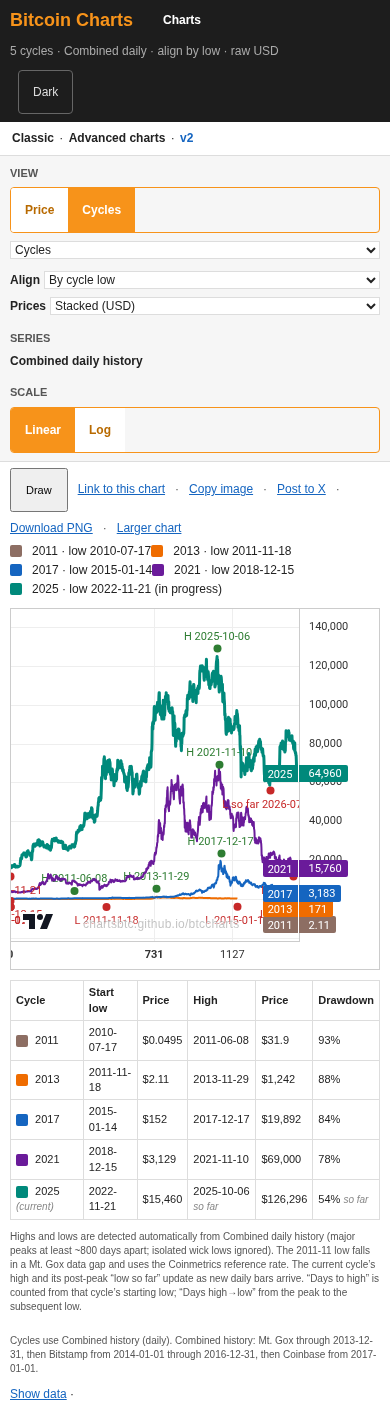 Bitcoin Charts Charts
5 cycles · Combined daily · align by low · raw USD
Dark
Classic · Advanced charts · v2
VIEW
Price Cycles
Cycles
Align By cycle low
Prices Stacked (USD)
SERIES
Combined daily history
SCALE
Linear Log
Draw Link to this chart · Copy image · Post to X ·
Download PNG · Larger chart
2011 · low 2010-07-17 2013 · low 2011-11-18
2017 · low 2015-01-14 2021 · low 2018-12-15
2025 · low 2022-11-21 (in progress)
140,000
H 2025-10-06
120,000
100,000
80,000
H 2021-11-10
2025 64,960
so far 2026-07
40,000
H 2017-12-17
20,000
2021 15,760
H 2011-06-08 H 2013-11-29
2017 3,183
2013 171
L 2011-11-18 chartsbtc.github.io/btccharts
2011 2.11
731 1127
Cycle Start low Price High Price Drawdown
2011 2010-07-17 $0.0495 2011-06-08 $31.9 93%
2013 2011-11-18 $2.11 2013-11-29 $1,242 88%
2017 2015-01-14 $152 2017-12-17 $19,892 84%
2021 2018-12-15 $3,129 2021-11-10 $69,000 78%
2025 (current) 2022-11-21 $15,460 2025-10-06 so far $126,296 54% so far
Highs and lows are detected automatically from Combined daily history (major
peaks at least ~800 days apart; isolated wick lows ignored). The 2011-11 low falls
in a Mt. Gox data gap and uses the Coinmetrics reference rate. The current cycle's
high and its post-peak “low so far” update as new daily bars arrive. “Days to high” is
counted from that cycle's starting low; “Days high→low” from the peak to the
subsequent low.
Cycles use Combined history (daily). Combined history: Mt. Gox through 2013-12-
31, then Bitstamp from 2014-01-01 through 2016-12-31, then Coinbase from 2017-
01-01.
Show data ·